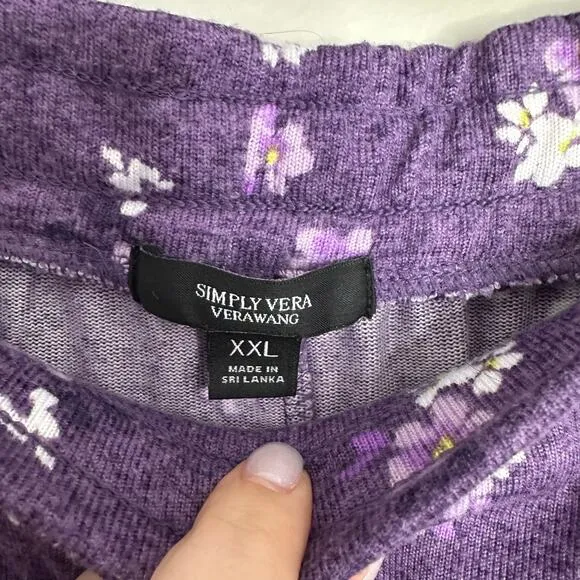 SIMPLY VERA
VERAWANG
XXL
MADE IN
SRI LANKA